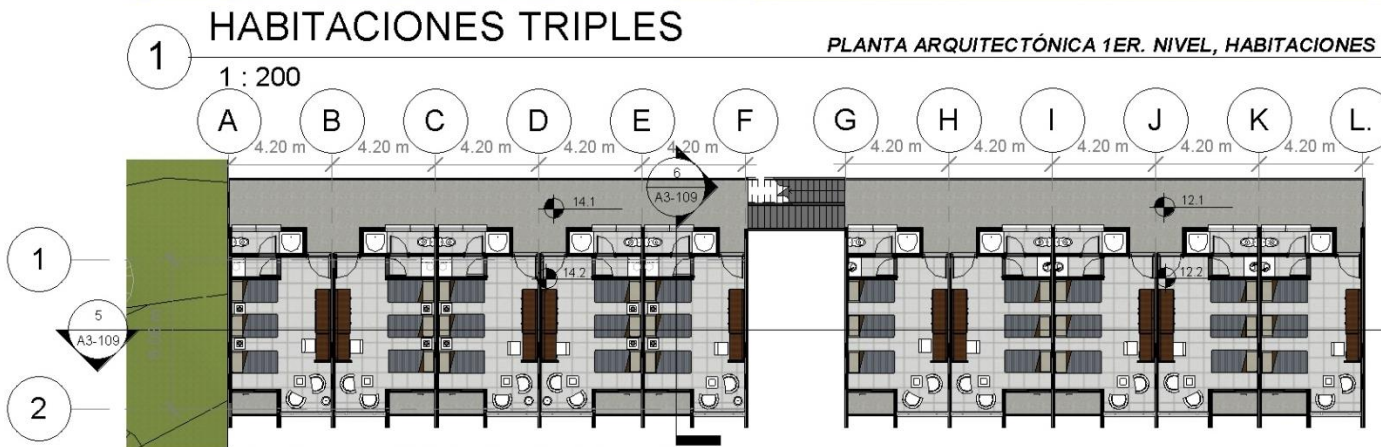 HABITACIONES TRIPLES
1
PLANTA ARQUITECTÓNICA 1ER. NIVEL, HABITACIONES
1 : 200
A B C D E F G H I J K L.
4.20 m 4.20 m 4.20 m 4.20 m 4.20 m 4.20 m 4.20 m 4.20 m 4.20 m 4.20 m
6
A3-109
14.1
12.1
1
14.2
12.2
5
A3-109
2